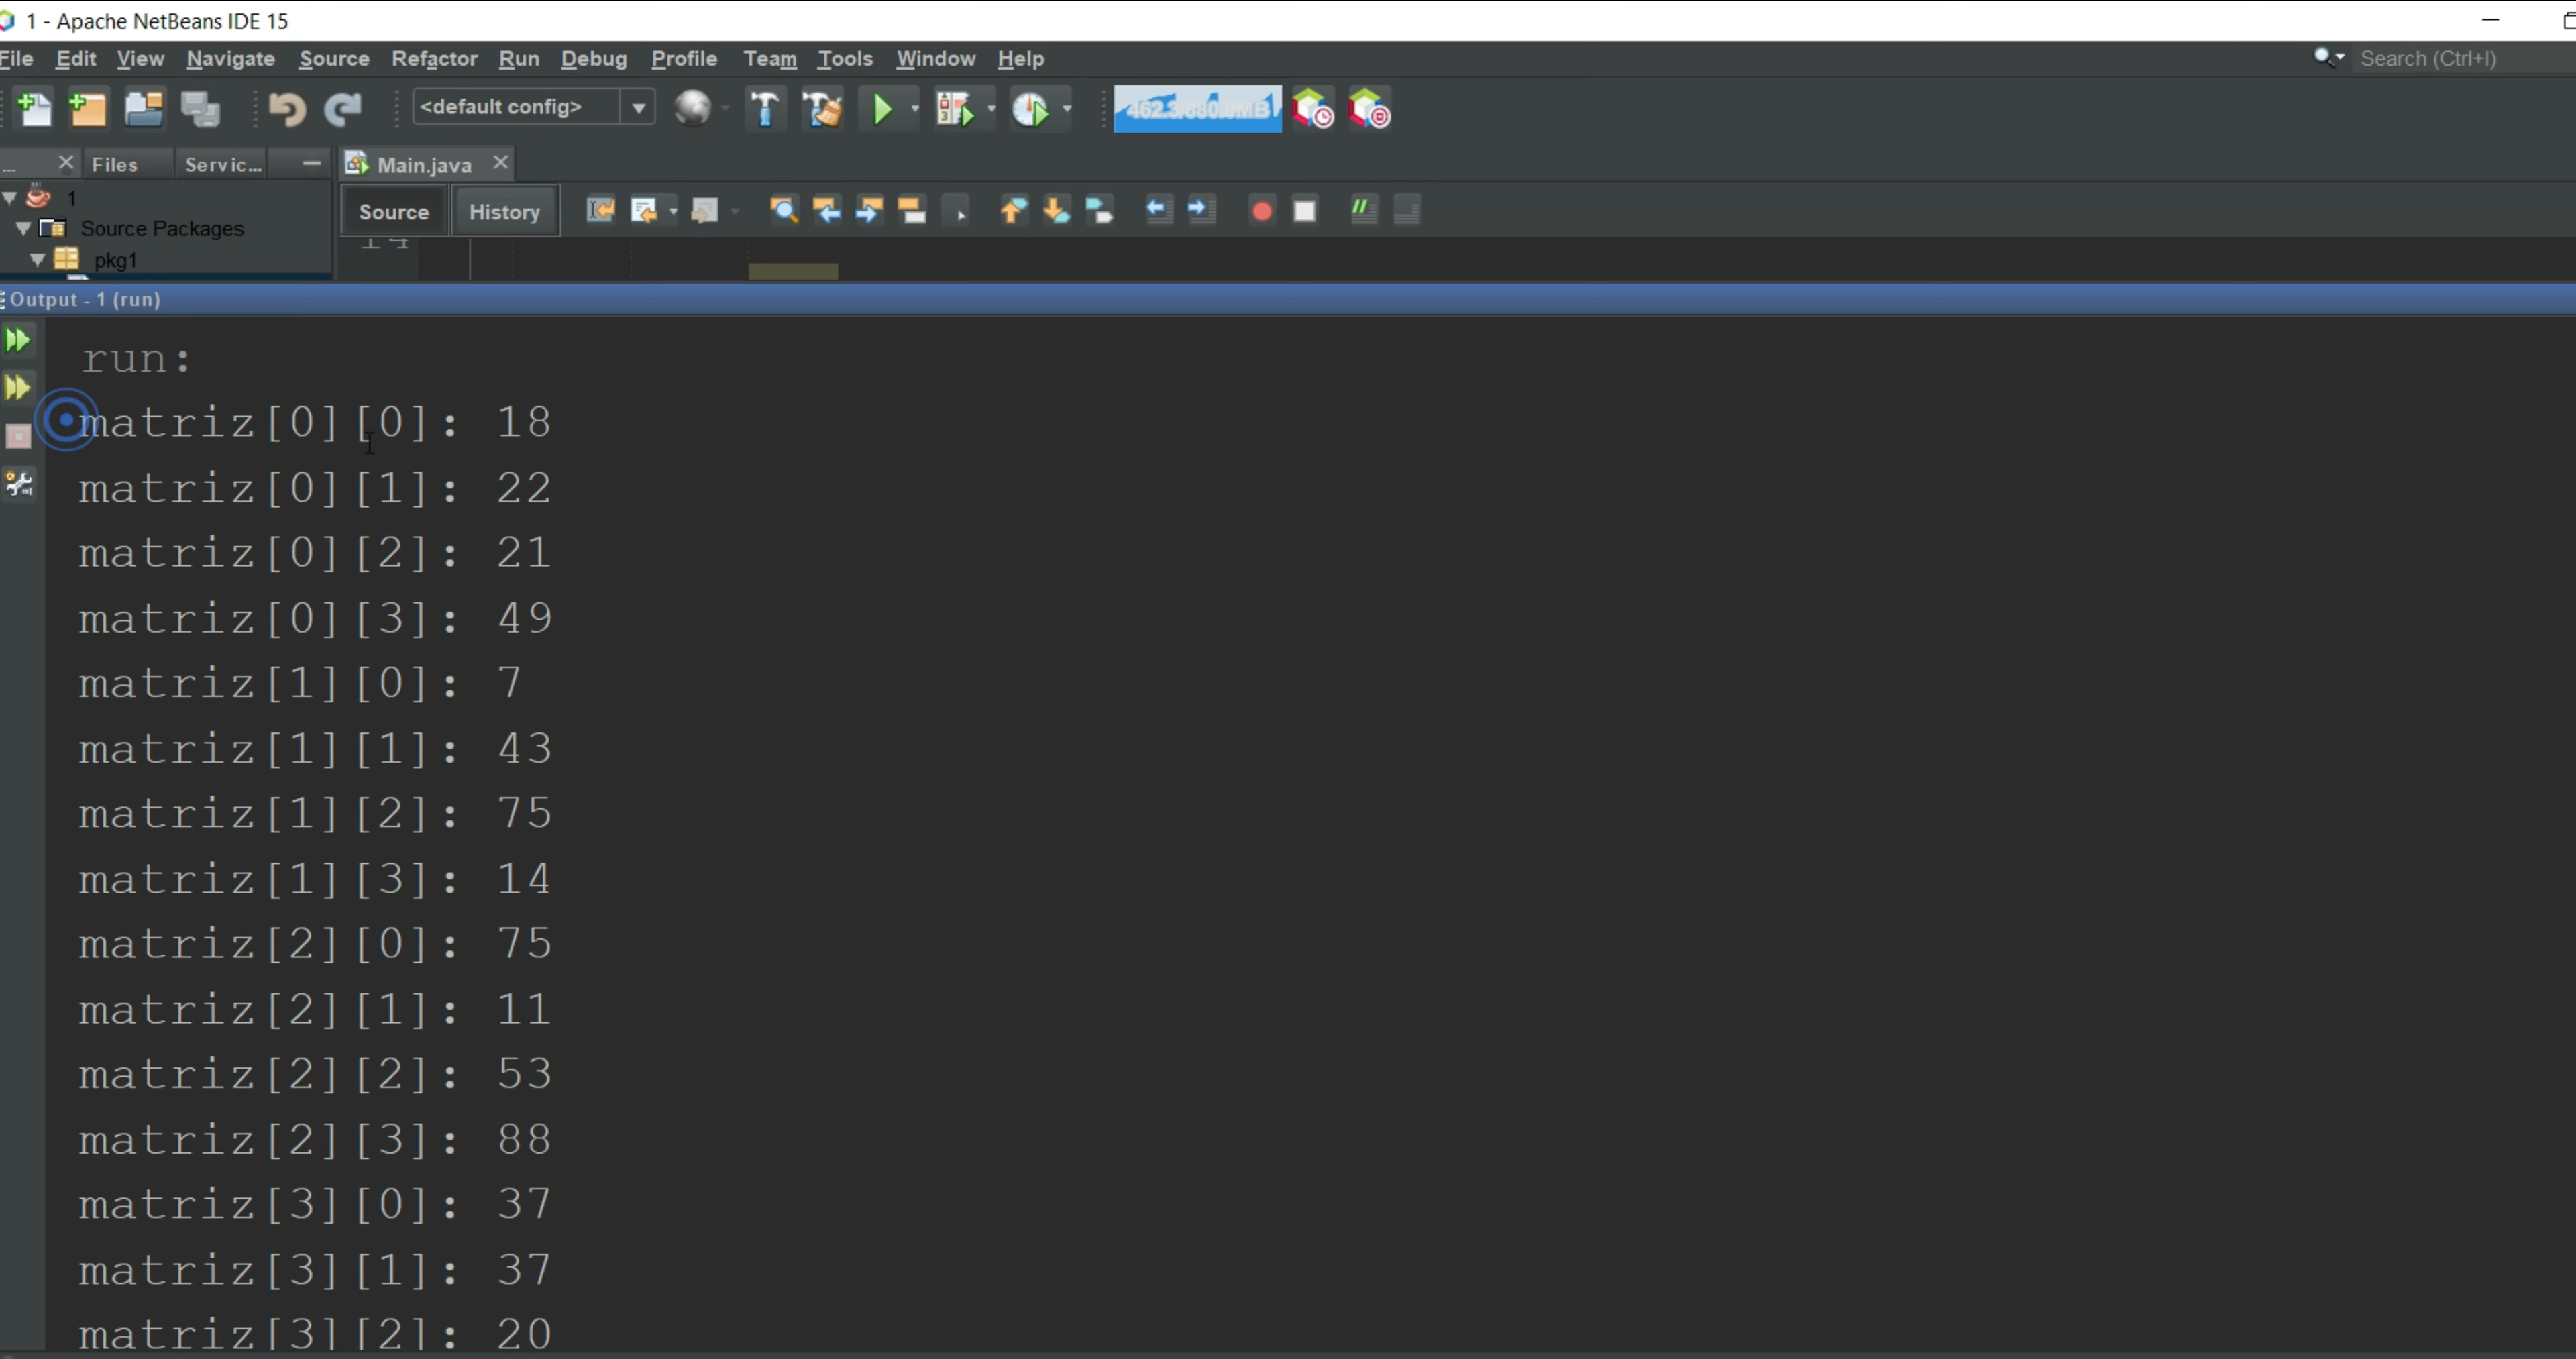 1 - Apache NetBeans IDE 15
File Edit View Navigate Source Refactor Run Debug Profile Team Tools Window Help
Search (Ctrl+I)
<default config>
462.3/680.0MB
... Files Servic...
Main.java
1
Source Packages
pkg1
Source History
14
Output - 1 (run)
run:
matriz[0][0]: 18
matriz[0][1]: 22
matriz[0][2]: 21
matriz[0][3]: 49
matriz[1][0]: 7
matriz[1][1]: 43
matriz[1][2]: 75
matriz[1][3]: 14
matriz[2][0]: 75
matriz[2][1]: 11
matriz[2][2]: 53
matriz[2][3]: 88
matriz[3][0]: 37
matriz[3][1]: 37
matriz[3][2]: 20